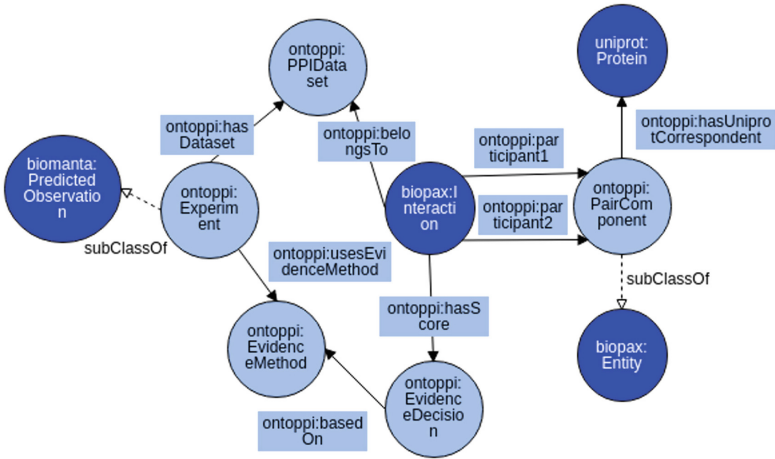 ontoppi:
PPIData
set
uniprot:
Protein
ontoppi:has
Dataset
ontoppi:belo
ngsTo
ontoppi:par
ticipant1
ontoppi:hasUnipro
tCorrespondent
biomanta:
Predicted
Observatio
n
ontoppi:
Experim
ent
biopax:I
nteracti
on
ontoppi:
PairCom
ponent
ontoppi:par
ticipant2
subClassOf
ontoppi:usesEvi
denceMethod
subClassOf
ontoppi:hasS
core
ontoppi:
Evidenc
eMethod
biopax:
Entity
ontoppi:
Eviden
ceDecisio
n
ontoppi:based
On